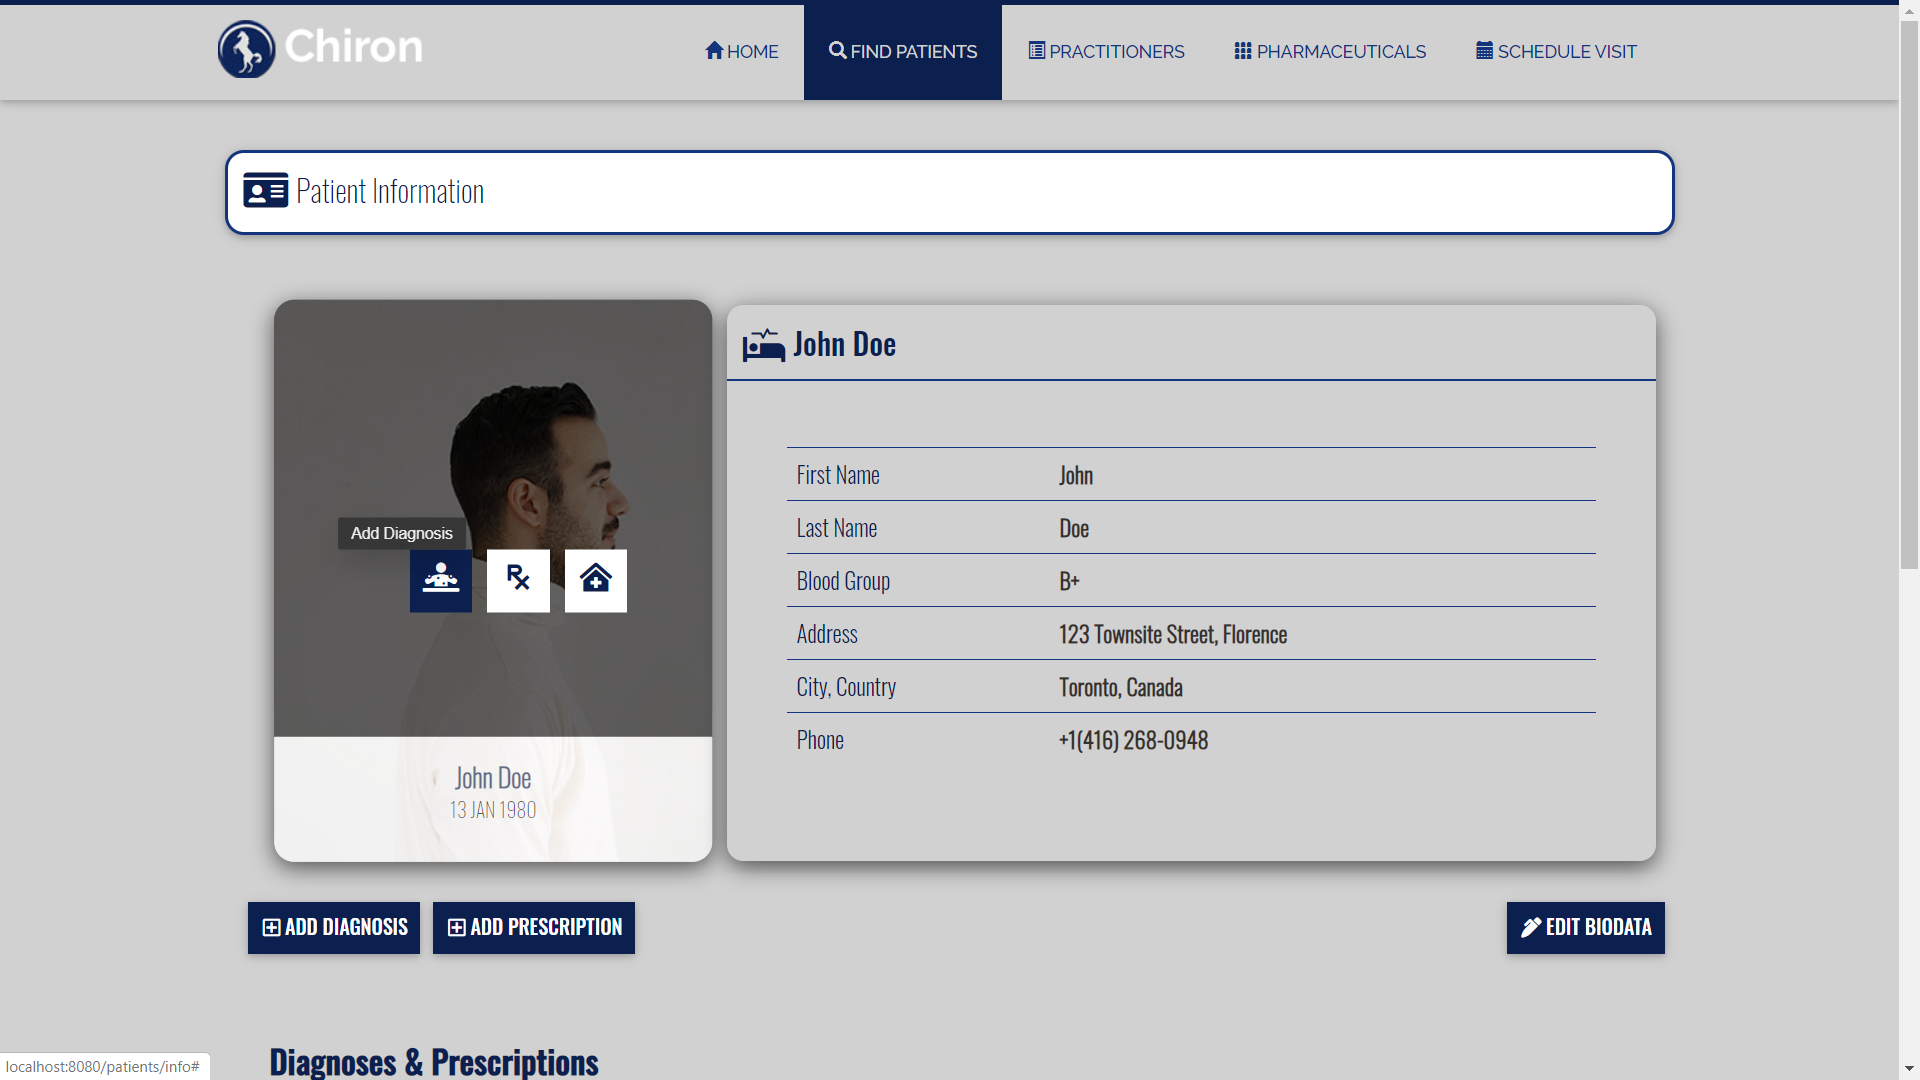 Chiron
HOME
FIND PATIENTS
PRACTITIONERS
PHARMACEUTICALS
SCHEDULE VISIT
Patient Information
Add Diagnosis
Rx
John Doe
13 JAN 1980
John Doe
First Name John
Last Name Doe
Blood Group B+
Address 123 Townsite Street, Florence
City, Country Toronto, Canada
Phone +1(416) 268-0948
ADD DIAGNOSIS
ADD PRESCRIPTION
EDIT BIODATA
Diagnoses & Prescriptions
localhost:8080/patients/info#